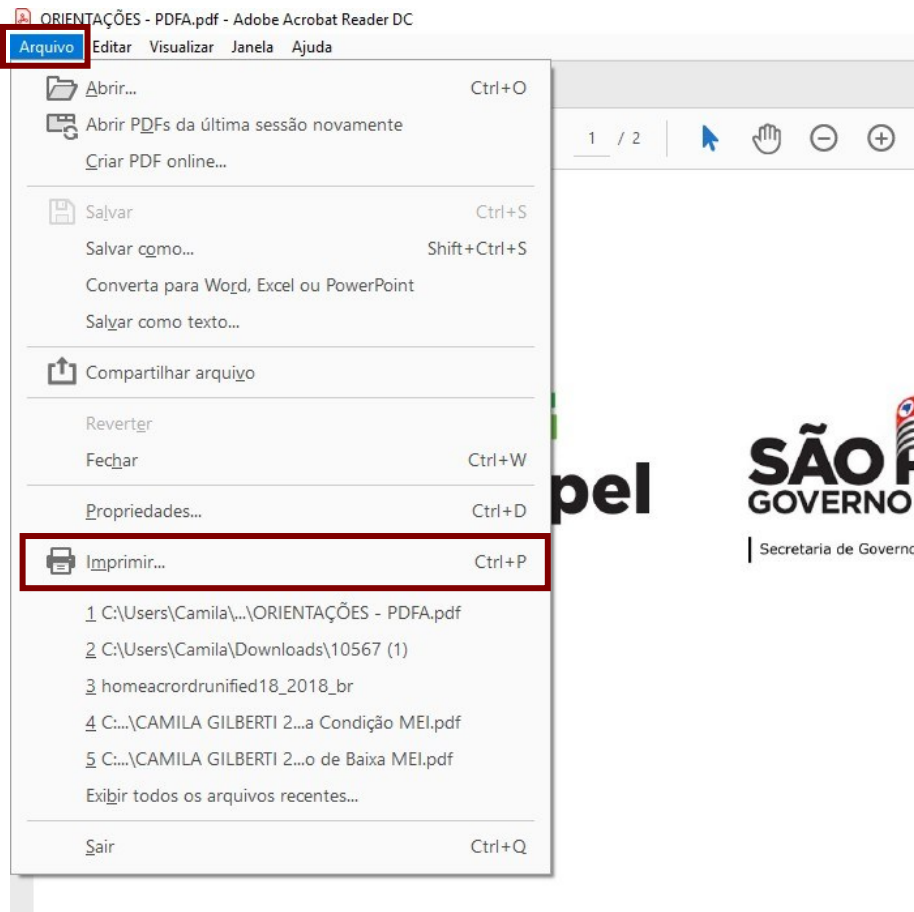 ORIENTAÇÕES - PDFA.pdf - Adobe Acrobat Reader DC
Arquivo Editar Visualizar Janela Ajuda
Abrir... Ctrl+O
Abrir PDFs da última sessão novamente
1 / 2
Criar PDF online...
Salvar Ctrl+S
Salvar como... Shift+Ctrl+S
Converta para Word, Excel ou PowerPoint
Salvar como texto...
Compartilhar arquivo
Reverter
Fechar Ctrl+W
Propriedades... Ctrl+D
Imprimir... Ctrl+P
1 C:\Users\Camila\...\ORIENTAÇÕES - PDFA.pdf
2 C:\Users\Camila\Downloads\10567 (1)
3 homeacrordrunified18_2018_br
4 C:...\CAMILA GILBERTI 2...a Condição MEI.pdf
5 C:...\CAMILA GILBERTI 2...o de Baixa MEI.pdf
Exibir todos os arquivos recentes...
Sair Ctrl+Q
pel
SÃO
GOVERNO
Secretaria de Governo